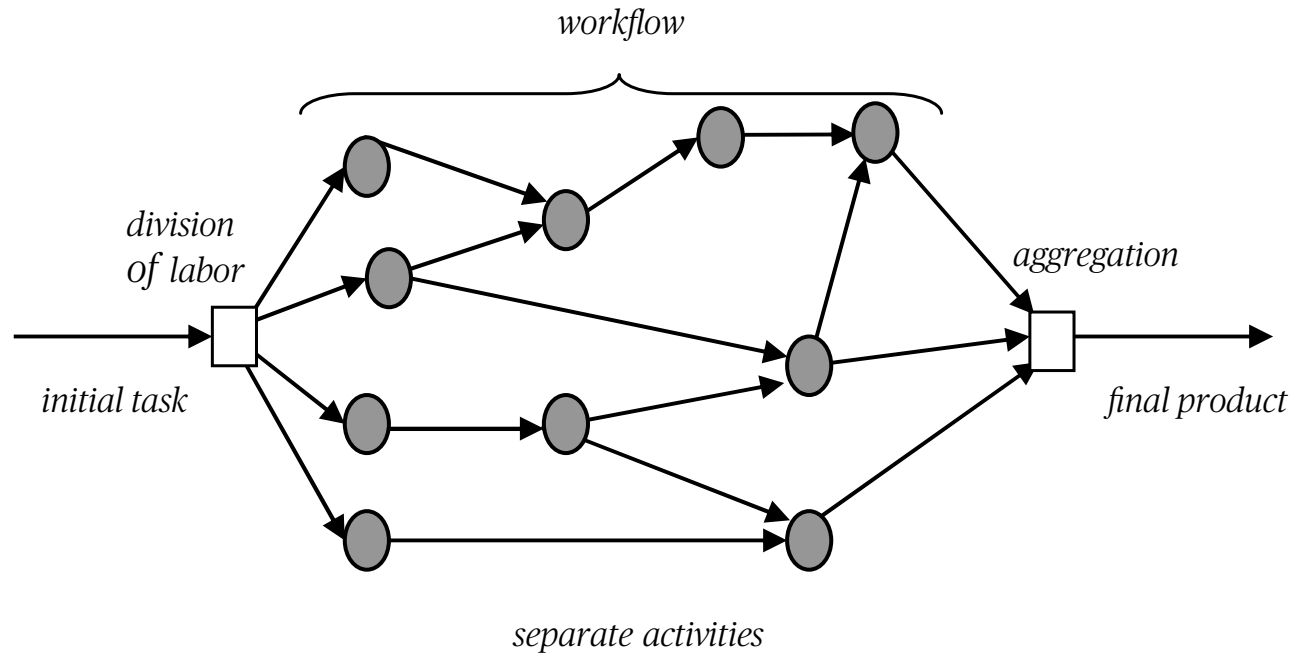 workflow
division
of labor
aggregation
initial task
final product
separate activities